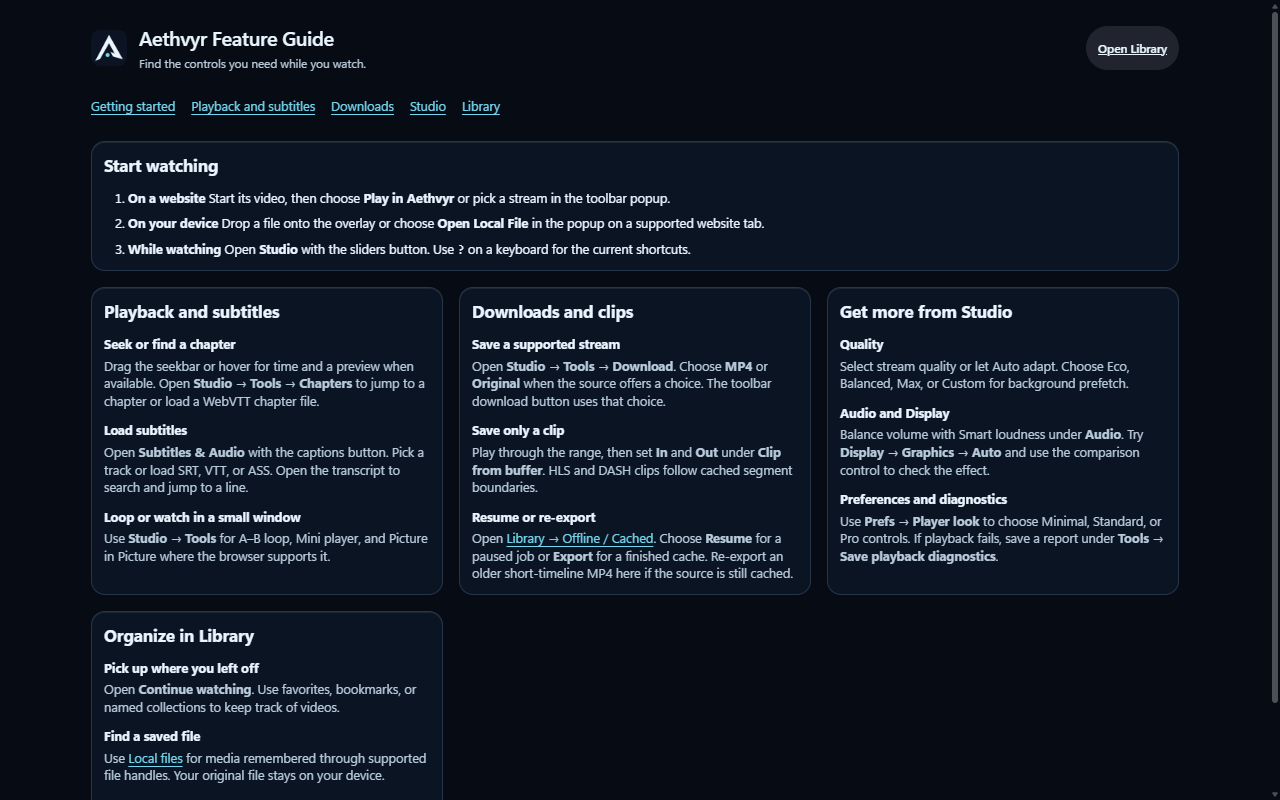 Aethvyr Feature Guide
Find the controls you need while you watch.
Open Library
Getting started Playback and subtitles Downloads Studio Library
Start watching
1. On a website Start its video, then choose Play in Aethvyr or pick a stream in the toolbar popup.
2. On your device Drop a file onto the overlay or choose Open Local File in the popup on a supported website tab.
3. While watching Open Studio with the sliders button. Use ? on a keyboard for the current shortcuts.
Playback and subtitles
Seek or find a chapter
Drag the seekbar or hover for time and a preview when
available. Open Studio → Tools → Chapters to jump to a
chapter or load a WebVTT chapter file.
Load subtitles
Open Subtitles & Audio with the captions button. Pick a
track or load SRT, VTT, or ASS. Open the transcript to
search and jump to a line.
Loop or watch in a small window
Use Studio → Tools for A–B loop, Mini player, and Picture
in Picture where the browser supports it.
Downloads and clips
Save a supported stream
Open Studio → Tools → Download. Choose MP4 or
Original when the source offers a choice. The toolbar
download button uses that choice.
Save only a clip
Play through the range, then set In and Out under Clip
from buffer. HLS and DASH clips follow cached segment
boundaries.
Resume or re-export
Open Library → Offline / Cached. Choose Resume for a
paused job or Export for a finished cache. Re-export an
older short-timeline MP4 here if the source is still cached.
Get more from Studio
Quality
Select stream quality or let Auto adapt. Choose Eco,
Balanced, Max, or Custom for background prefetch.
Audio and Display
Balance volume with Smart loudness under Audio. Try
Display → Graphics → Auto and use the comparison
control to check the effect.
Preferences and diagnostics
Use Prefs → Player look to choose Minimal, Standard, or
Pro controls. If playback fails, save a report under Tools →
Save playback diagnostics.
Organize in Library
Pick up where you left off
Open Continue watching. Use favorites, bookmarks, or
named collections to keep track of videos.
Find a saved file
Use Local files for media remembered through supported
file handles. Your original file stays on your device.